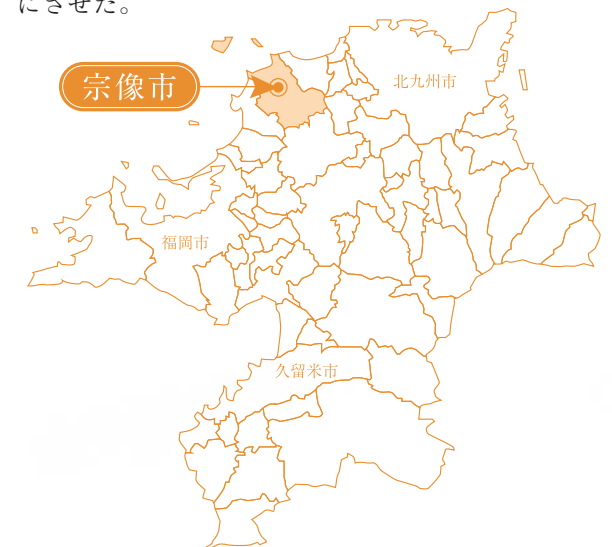 にさせた。
宗像市
北九州市
福岡市
久留米市